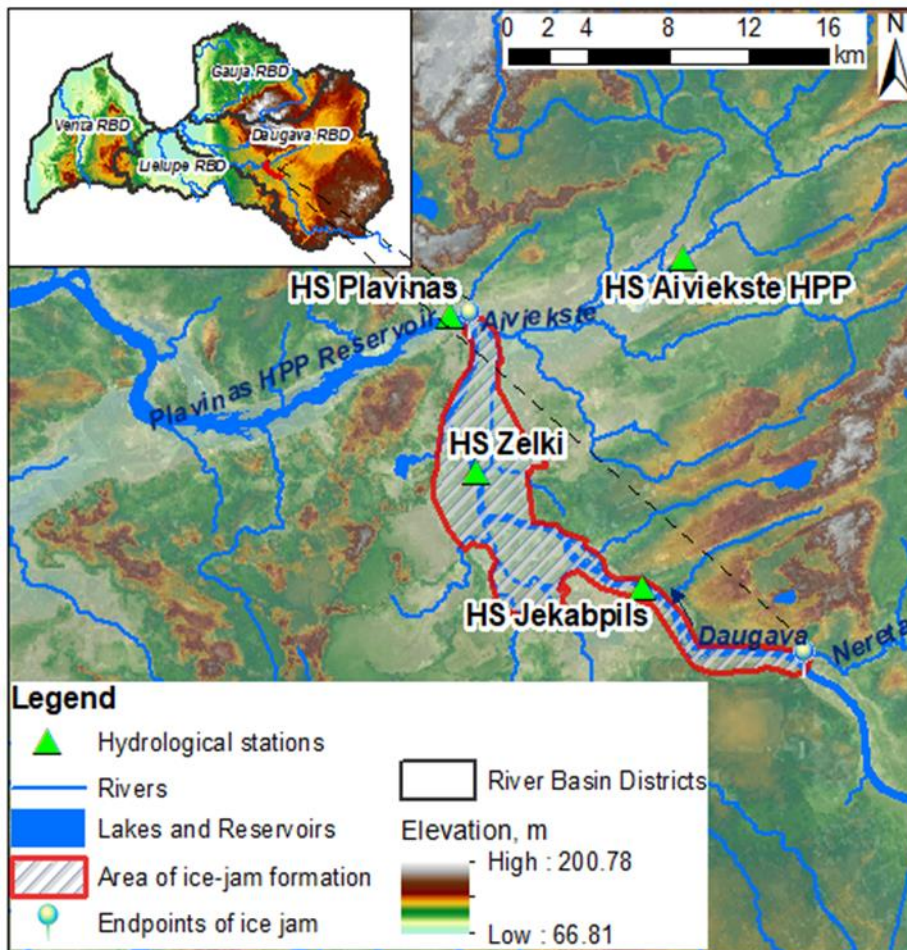 Gauja RBD
Venta RBD
Daugava RBD
Lielupe RBD
0 2 4 8 12 16
km
N
HS Plavinas
HS Aiviekste HPP
Aiviekste
Plavinas HPP Reservoir
HS Zelki
HS Jekabpils
Daugava
Nereta
Legend
Hydrological stations
Rivers
Lakes and Reservoirs
Area of ice-jam formation
Endpoints of ice jam
River Basin Districts
Elevation, m
High : 200.78
Low : 66.81